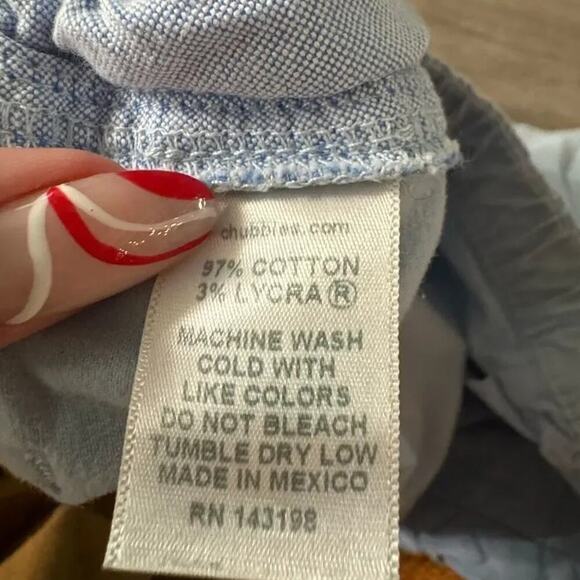 chubbies.com
97% COTTON
3% LYCRA®
MACHINE WASH
COLD WITH
LIKE COLORS
DO NOT BLEACH
TUMBLE DRY LOW
MADE IN MEXICO
RN 143198